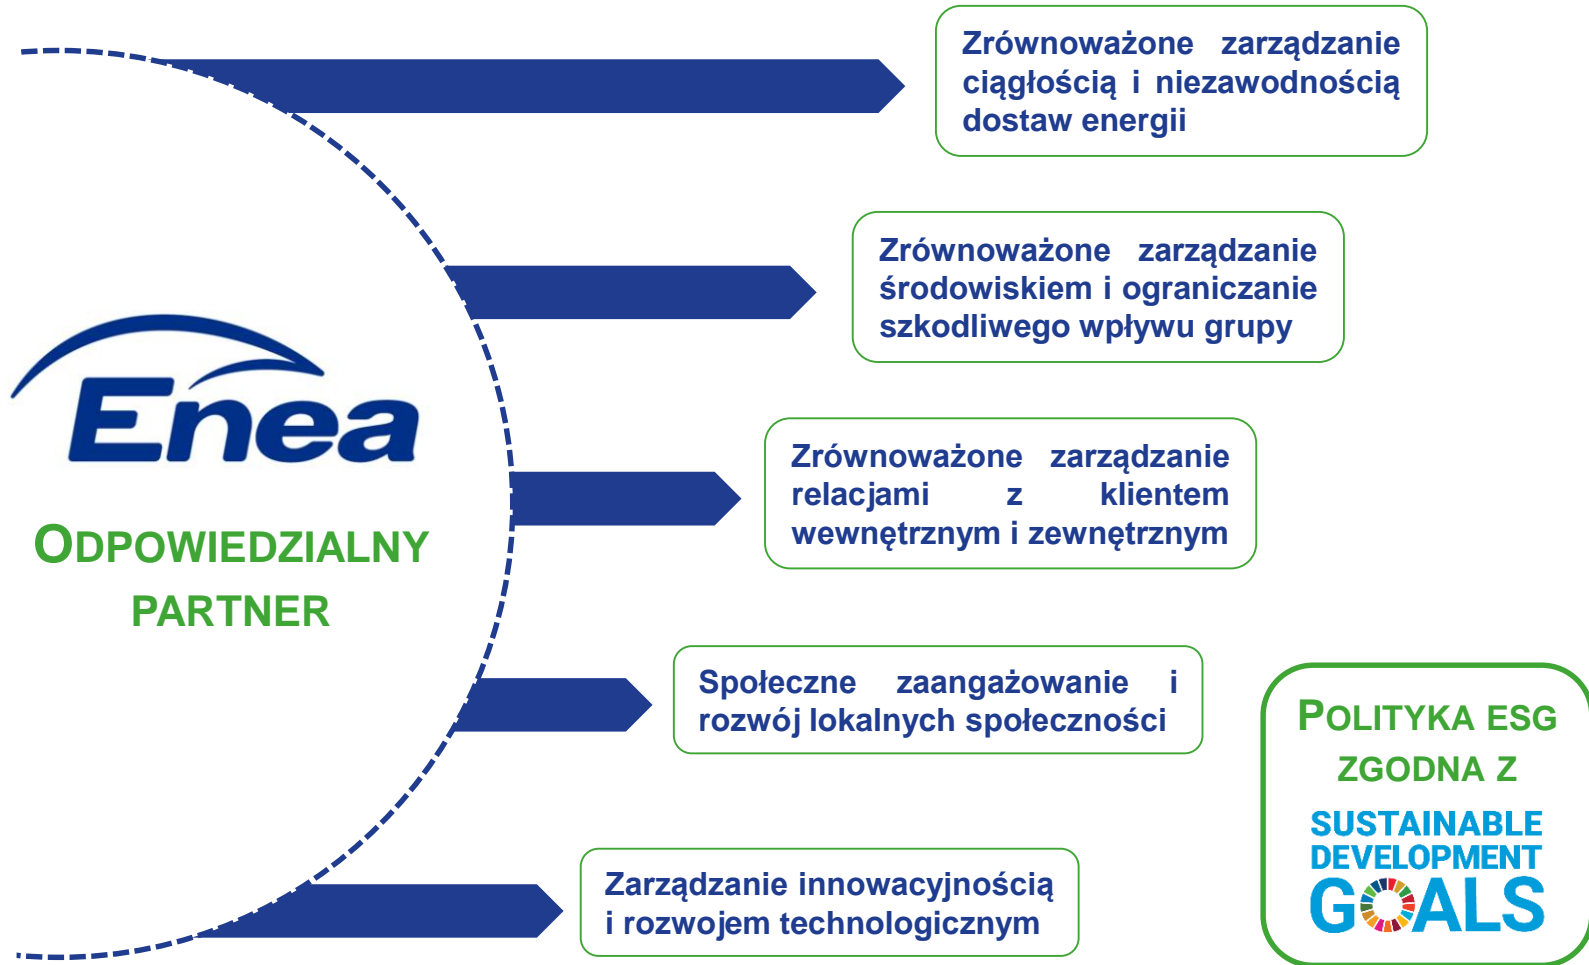 Zrównoważone zarządzanie
ciągłością i niezawodnością
dostaw energii
Zrównoważone zarządzanie
środowiskiem i ograniczanie
szkodliwego wpływu grupy
Enea
ODPOWIEDZIALNY
PARTNER
Zrównoważone zarządzanie
relacjami z klientem
wewnętrznym i zewnętrznym
Społeczne zaangażowanie i
rozwój lokalnych społeczności
Zarządzanie innowacyjnością
i rozwojem technologicznym
POLITYKA ESG
ZGODNA Z
SUSTAINABLE
DEVELOPMENT
GOALS